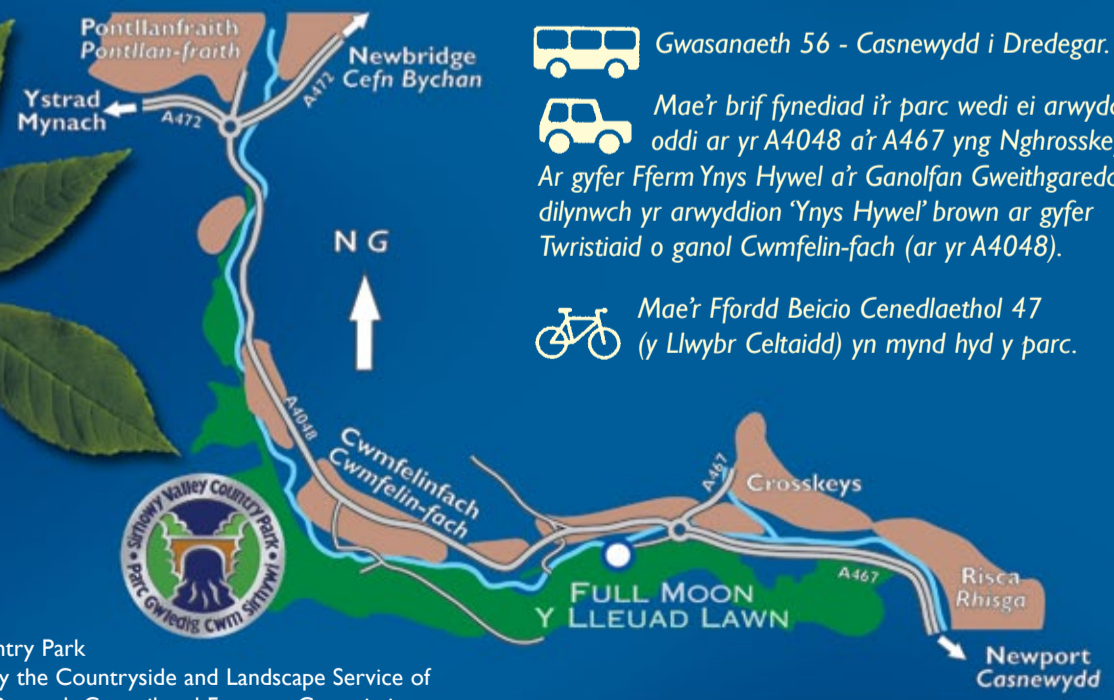 Pontllanfraith
Pontllan-fraith
Newbridge
Cefn Bychan
Ystrad
Mynach
A472
A472
N G
A4048
Cwmfelinfach
Cwmfelin-fach
A467
Crosskeys
A467
Risca
Rhisga
FULL MOON
Y LLEUAD LAWN
Newport
Casnewydd
Sirhowy Valley Country Park
Parc Gwledig Cwm Sirhywi
Gwasanaeth 56 - Casnewydd i Dredegar.
Mae'r brif fynediad i'r parc wedi ei
oddi ar yr A4048 a'r A467 yng
Ar gyfer Fferm Ynys Hywel a'r Ganolfan
dilynwch yr arwyddion 'Ynys Hywel' brown ar gyfer
Twristiaid o ganol Cwmfelin-fach (ar yr A4048).
Mae'r Ffordd Beicio Cenedlaethol 47
(y Llwybr Celtaidd) yn mynd hyd y parc.
Park
the Countryside and Landscape Service of